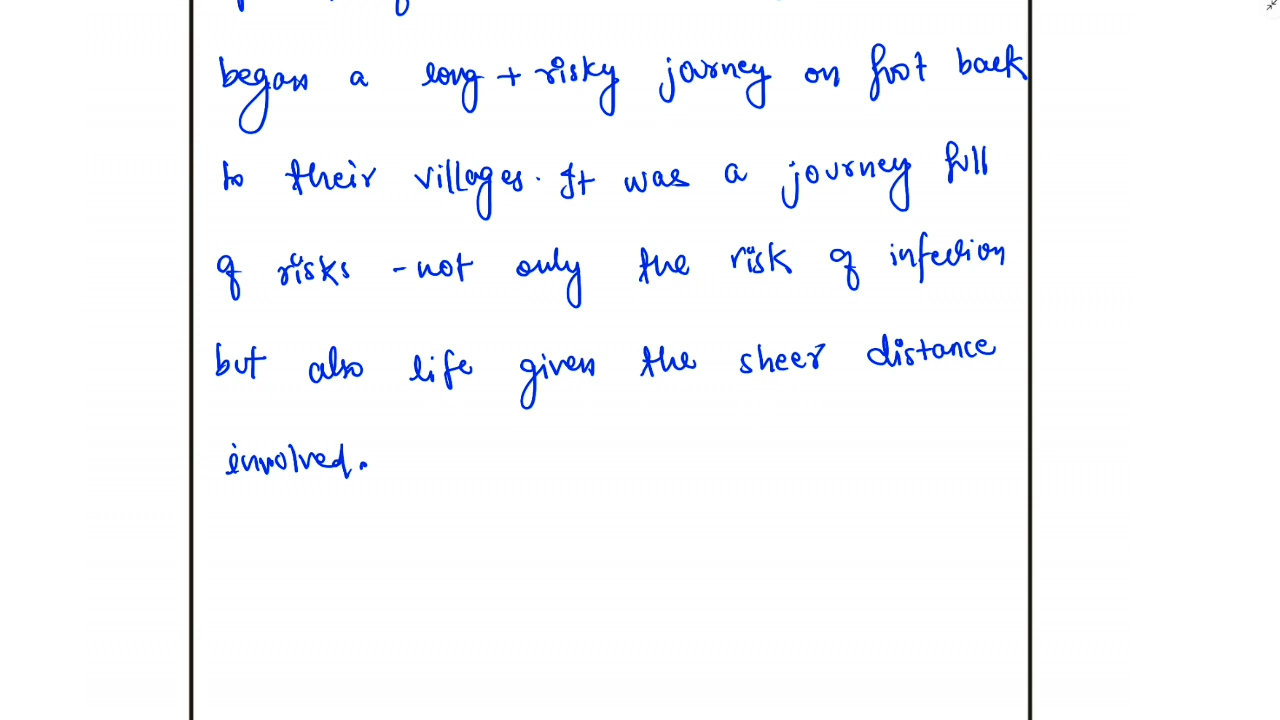 began a long + risky journey on foot back
to their villages. It was a journey full
of risks - not only the risk of infection
but also life given the sheer distance
involved.